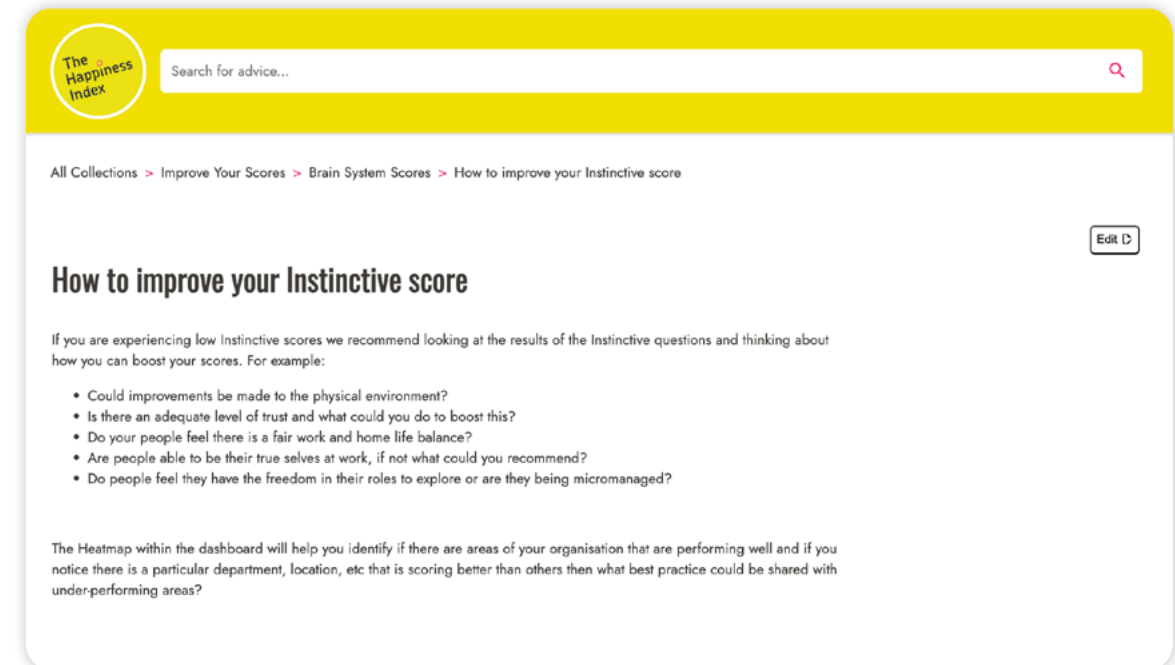 The
Happiness
Index
Search for advice...
All Collections > Improve Your Scores > Brain System Scores > How to improve your Instinctive score
Edit
How to improve your Instinctive score
If you are experiencing low Instinctive scores we recommend looking at the results of the Instinctive questions and thinking about
how you can boost your scores. For example:
• Could improvements be made to the physical environment?
• Is there an adequate level of trust and what could you do to boost this?
• Do your people feel there is a fair work and home life balance?
• Are people able to be their true selves at work, if not what could you recommend?
• Do people feel they have the freedom in their roles to explore or are they being micromanaged?
The Heatmap within the dashboard will help you identify if there are areas of your organisation that are performing well and if you
notice there is a particular department, location, etc that is scoring better than others then what best practice could be shared with
under-performing areas?